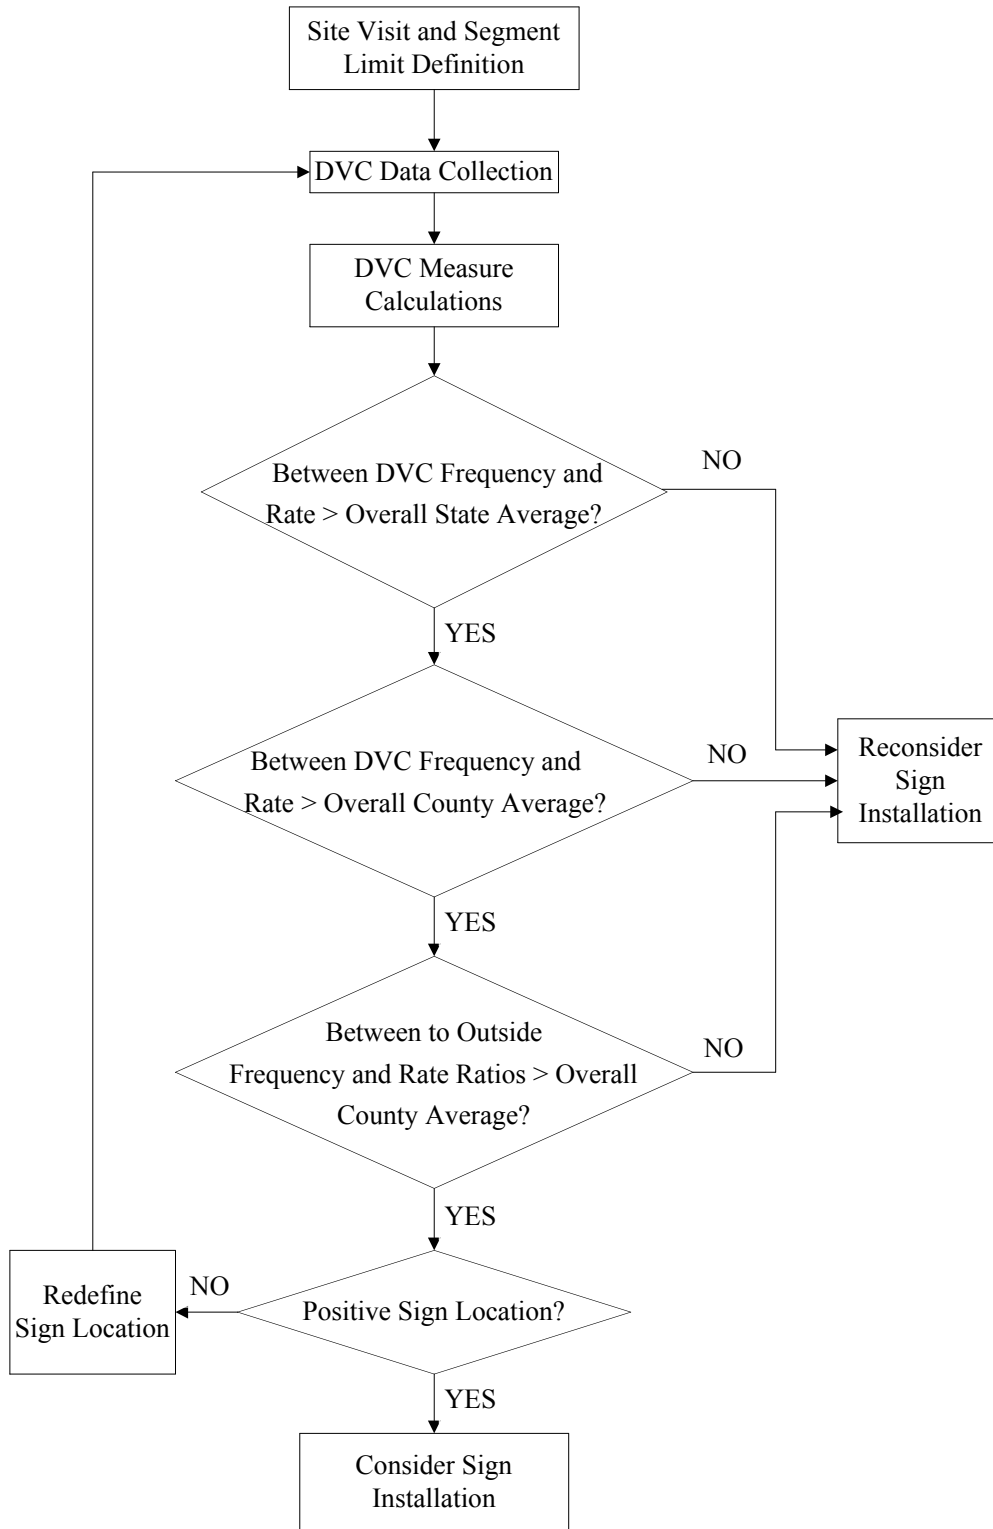 Site Visit and Segment
Limit Definition
DVC Data Collection
DVC Measure
Calculations
Between DVC Frequency and
Rate > Overall State Average?
NO
YES
Between DVC Frequency and
Rate > Overall County Average?
NO
Reconsider
Sign
Installation
YES
Between to Outside
Frequency and Rate Ratios > Overall
County Average?
NO
YES
Redefine
Sign Location
NO
Positive Sign Location?
YES
Consider Sign
Installation